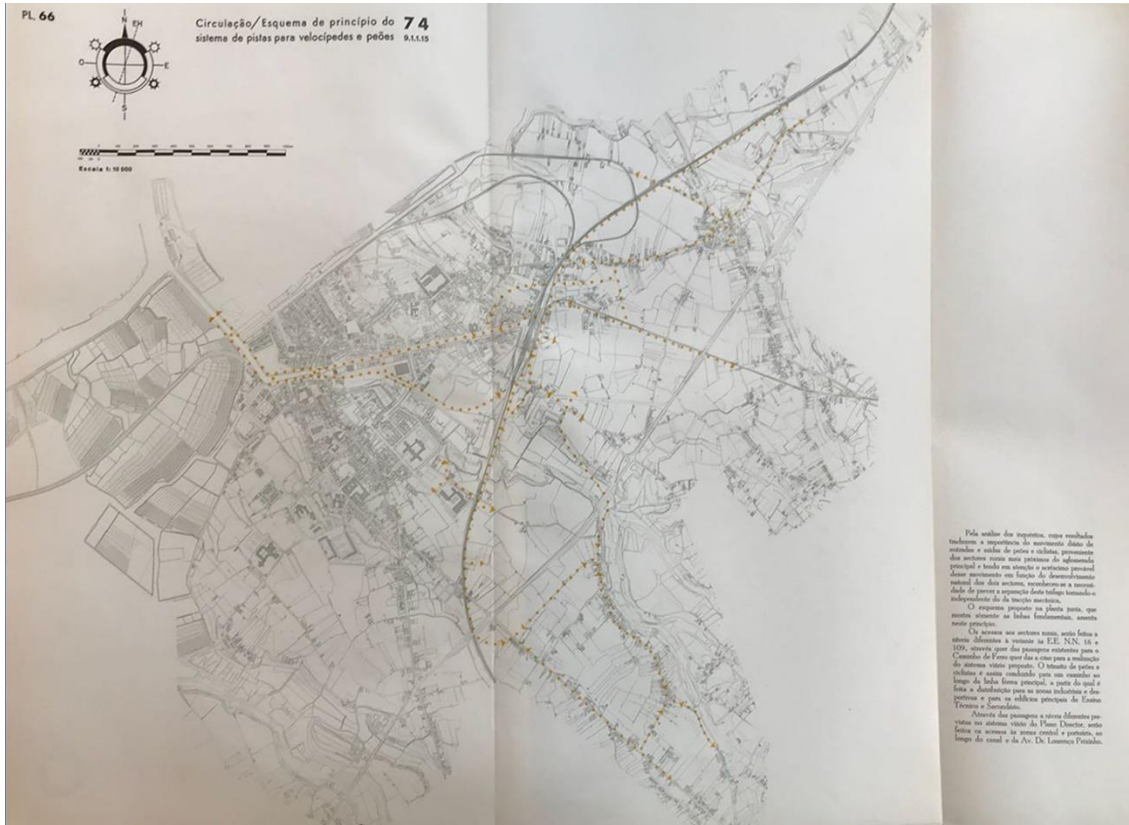 PL. 66
Circulação/Esquema de princípio do 74
sistema de pistas para velocípedes e peões 9.1.1.15
N
EH
O
E
S
Escala 1:10 000
Pela análise dos inquéritos, cujos resultados
traduzem a importância do movimento diário de
entradas e saídas de peões e ciclistas, proveniente
dos sectores rurais mais próximos do aglomerado
principal e tendo em atenção o acréscimo provável
desse movimento em função do desenvolvimento
natural dos dois sectores, reconheceu-se a necessi-
dade de prever a separação deste tráfego tornando-o
independente do da tracção mecânica.
O esquema proposto na planta junta, que
mostra sòmente as linhas fundamentais, assenta
neste princípio.
Os acessos aos sectores rurais, serão feitos a
níveis diferentes à variante às E.E. N.N. 16 e
109, através quer das passagens existentes para o
Caminho de Ferro quer das a criar para a realização
do sistema viário proposto. O trânsito de peões e
ciclistas é assim conduzido para um caminho ao
longo da linha férrea principal, a partir do qual é
feita a distribuição para as zonas industriais e des-
portivas e para os edifícios principais de Ensino
Técnico e Secundário.
Através das passagens a níveis diferentes pre-
vistas no sistema viário do Plano Director, serão
feitos os acessos às zonas central e portuária, ao
longo do canal e da Av. Dr. Lourenço Peixinho.